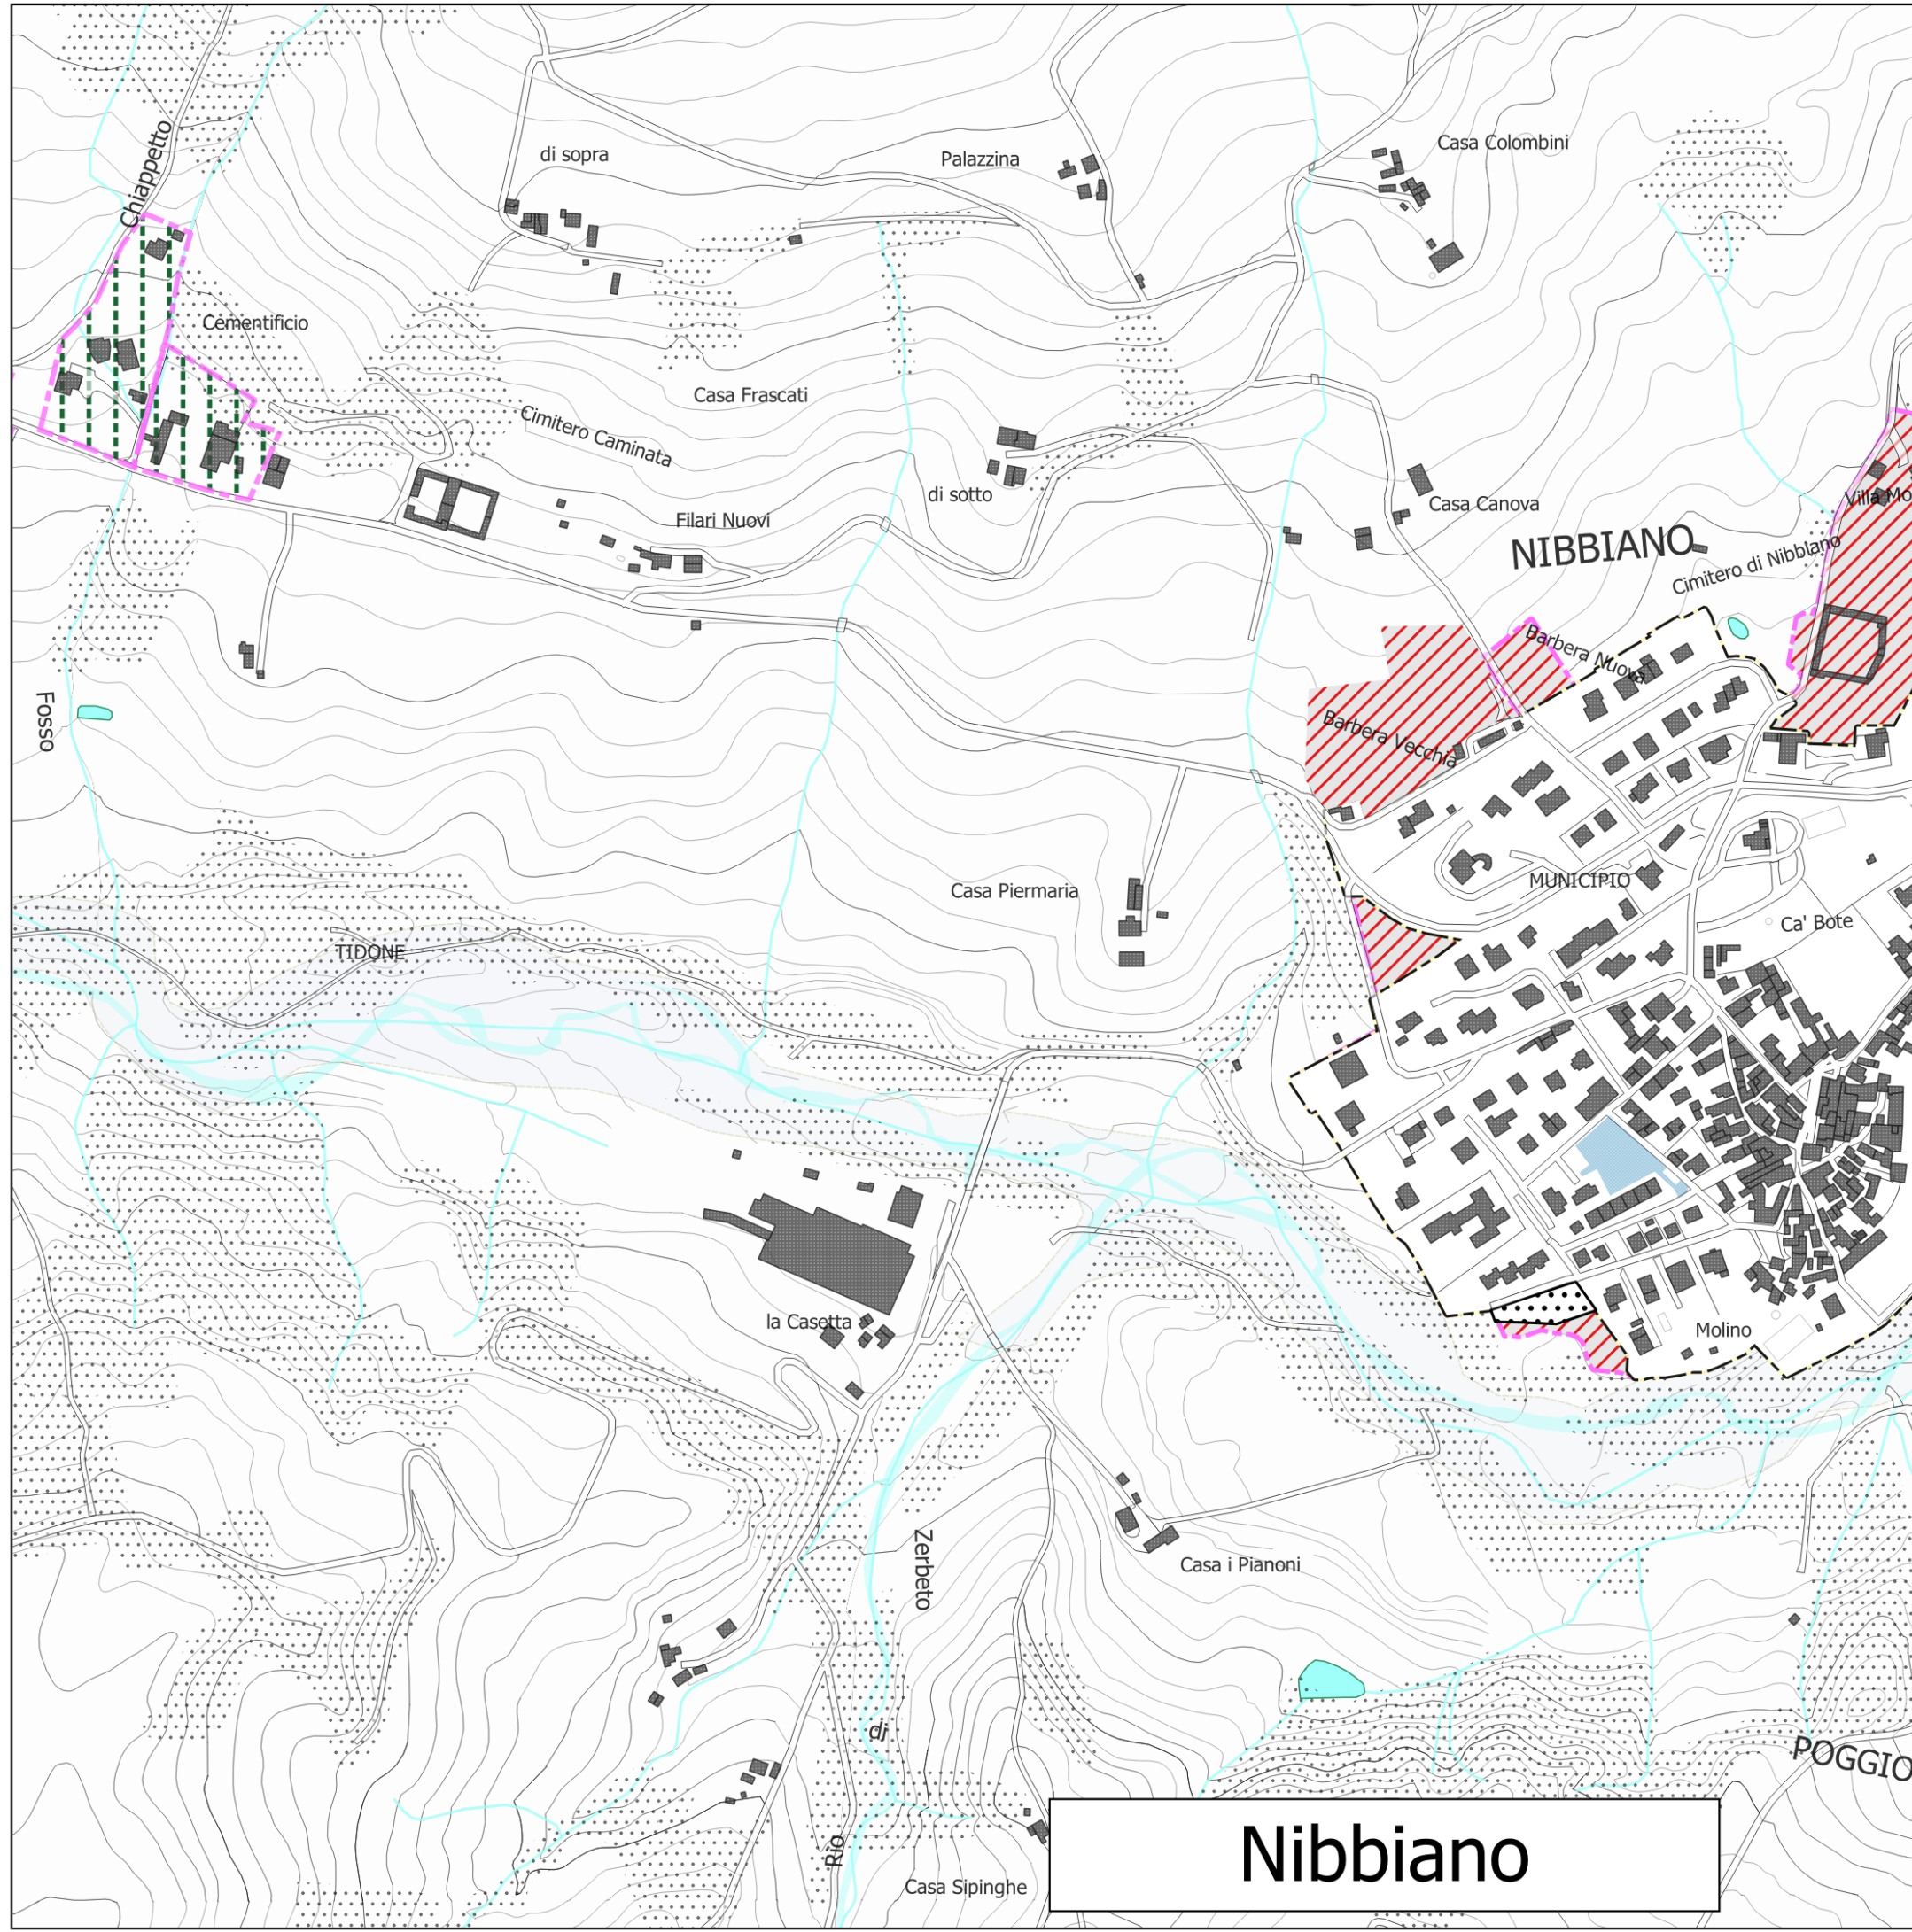 Chiappetto
di sopra
Palazzina
Casa Colombini
Cementificio
Casa Frascati
Cimitero Caminata
di sotto
Filari Nuovi
Casa Canova
Villa Mo
NIBBIANO
Cimitero di Nibbiano
Barbera Nuova
Fosso
Barbera Vecchia
Casa Piermaria
MUNICIPIO
Ca' Bote
TIDONE
la Casetta
Molino
Zerbeto
Casa i Pianoni
di
POGGIO
Rio
Casa Sipinghe
Nibbiano